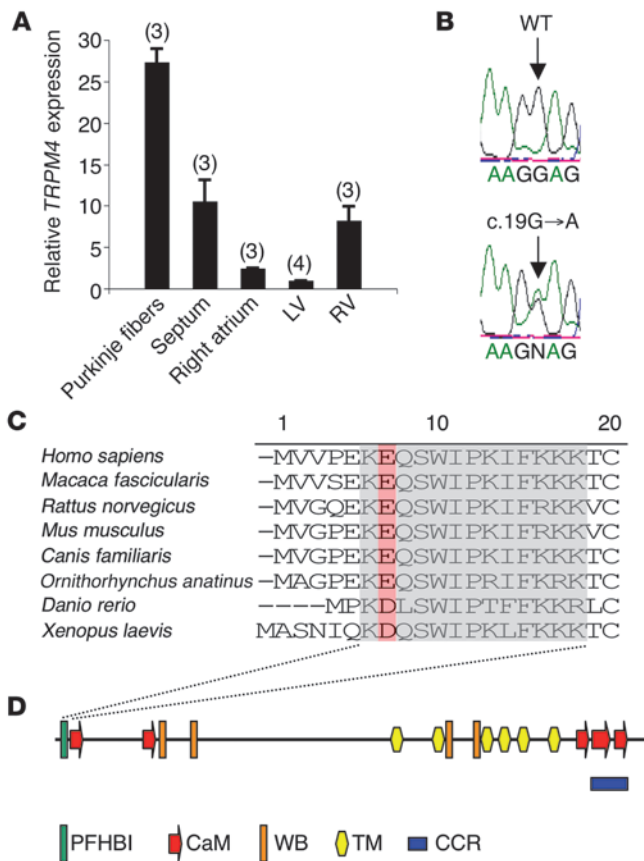 A
Relative TRPM4 expression
30
25
20
15
10
5
0
(3)
(3)
(3)
(4)
(3)
Purkinje fibers
Septum
Right atrium
LV
RV
B
WT
AAGGAG
c.19G→A
AAGNAG
C
1 10 20
Homo sapiens –MVVPEKEQSWIPKIFKKKTC
Macaca fascicularis –MVVSEKEQSWIPKIFKKKTC
Rattus norvegicus –MVGQEKEQSWIPKIFRKKVC
Mus musculus –MVGPEKEQSWIPKIFRKKVC
Canis familiaris –MVGPEKEQSWIPKIFKKKTC
Ornithorhynchus anatinus –MAGPEKEQSWIPRIFKRKTC
Danio rerio ––––MPKDLSWIPTFFKKRLC
Xenopus laevis MASNIQKDQSWIPKLFKKKTC
D
PFHBI CaM WB TM CCR